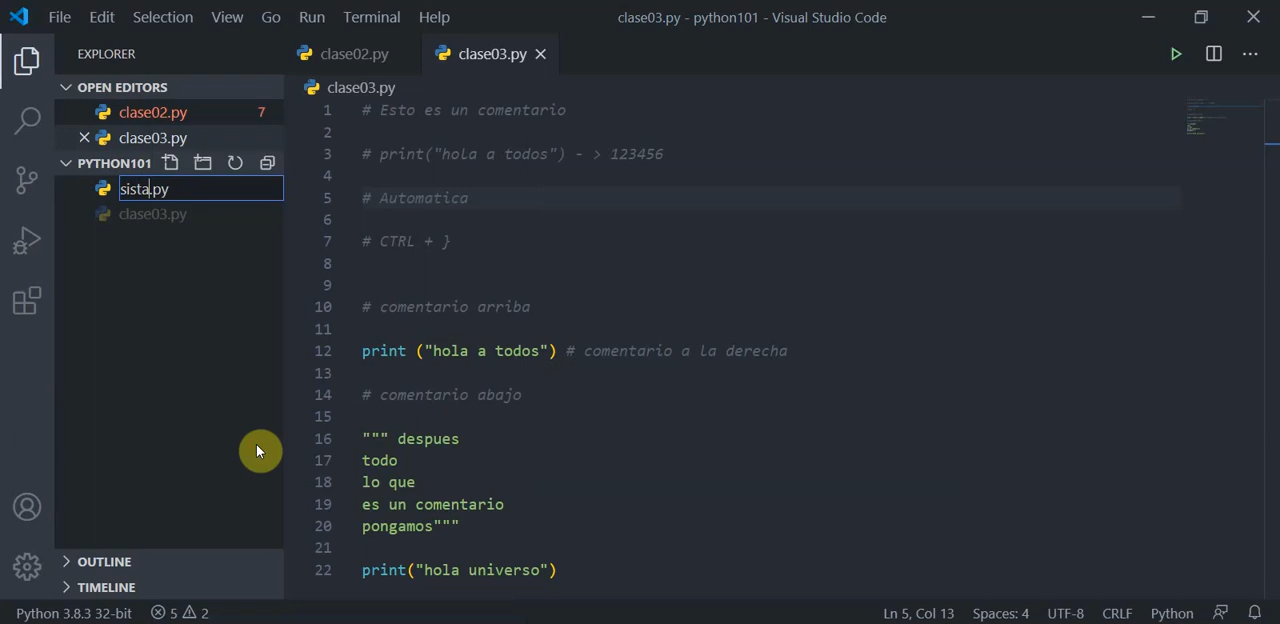 File Edit Selection View Go Run Terminal Help
clase03.py - python101 - Visual Studio Code
EXPLORER
clase02.py
clase03.py
OPEN EDITORS
clase02.py 7
clase03.py
PYTHON101
sista.py
clase03.py
clase03.py
1 # Esto es un comentario
2
3 # print("hola a todos") - > 123456
4
5 # Automatica
6
7 # CTRL + }
8
9
10 # comentario arriba
11
12 print ("hola a todos") # comentario a la derecha
13
14 # comentario abajo
15
16 """ despues
17 todo
18 lo que
19 es un comentario
20 pongamos"""
21
22 print("hola universo")
OUTLINE
TIMELINE
Python 3.8.3 32-bit 5 2 Ln 5, Col 13 Spaces: 4 UTF-8 CRLF Python